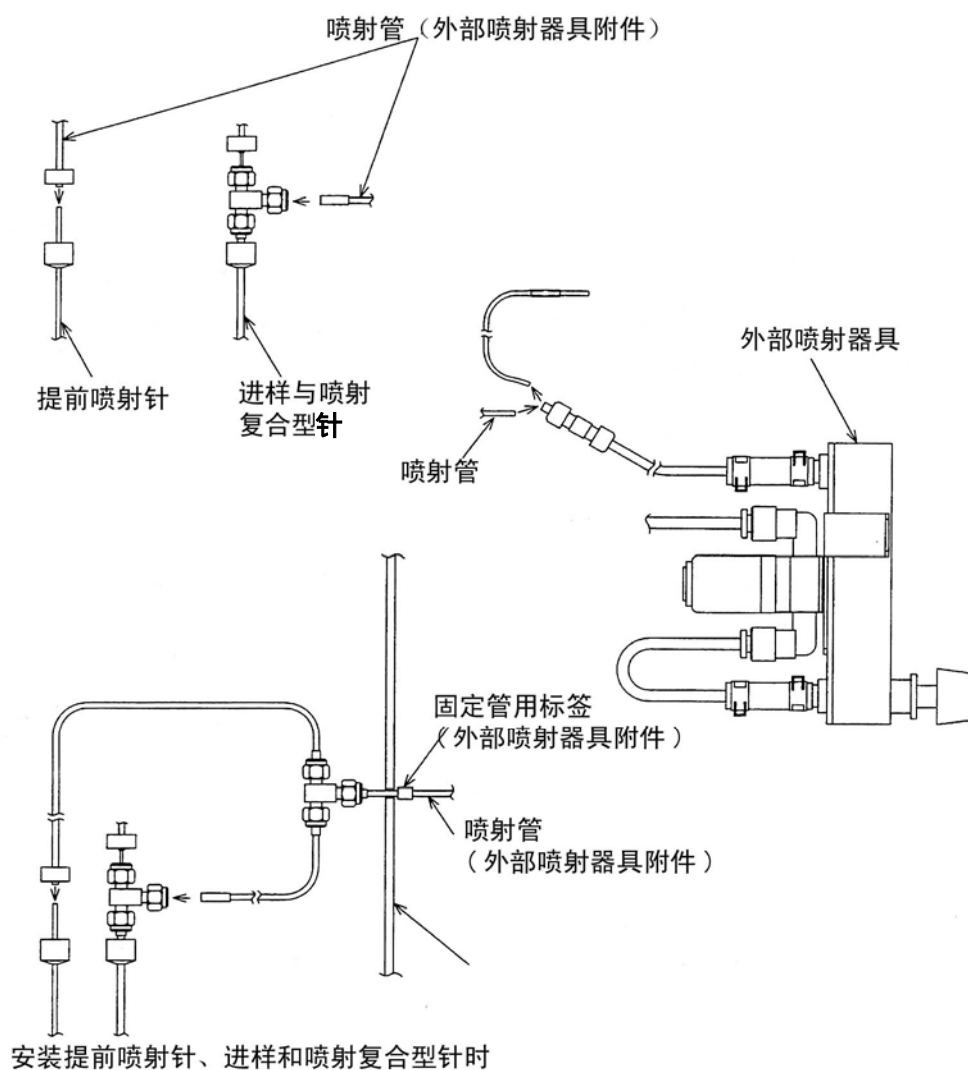 喷射管（外部喷射器具附件）
提前喷射针
进样与喷射
复合型针
喷射管
外部喷射器具
固定管用标签
（外部喷射器具附件）
喷射管
（外部喷射器具附件）
安装提前喷射针、进样和喷射复合型针时